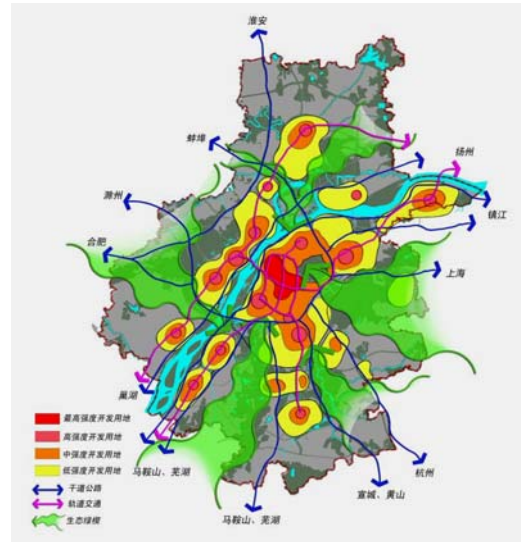 淮安
蚌埠
扬州
滁州
镇江
合肥
上海
巢湖
最高强度开发用地
高强度开发用地
中强度开发用地
低强度开发用地
干道公路
轨道交通
生态绿楔
马鞍山、芜湖
杭州
宣城、黄山
马鞍山、芜湖